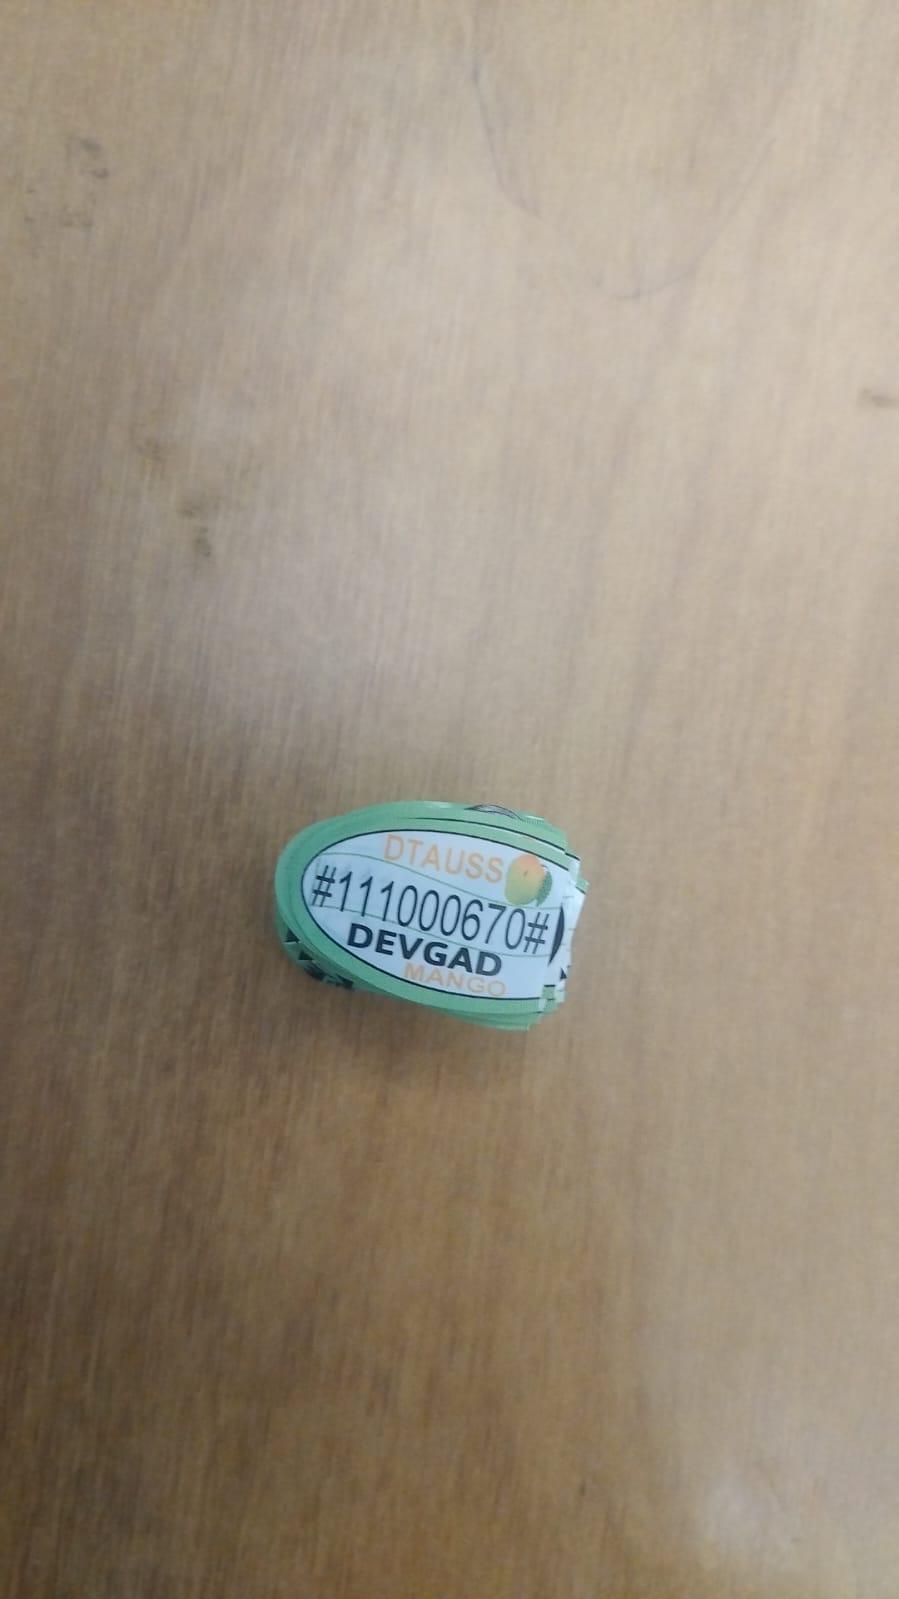 DTAUSS
#111000670#
DEVGAD
MANGO